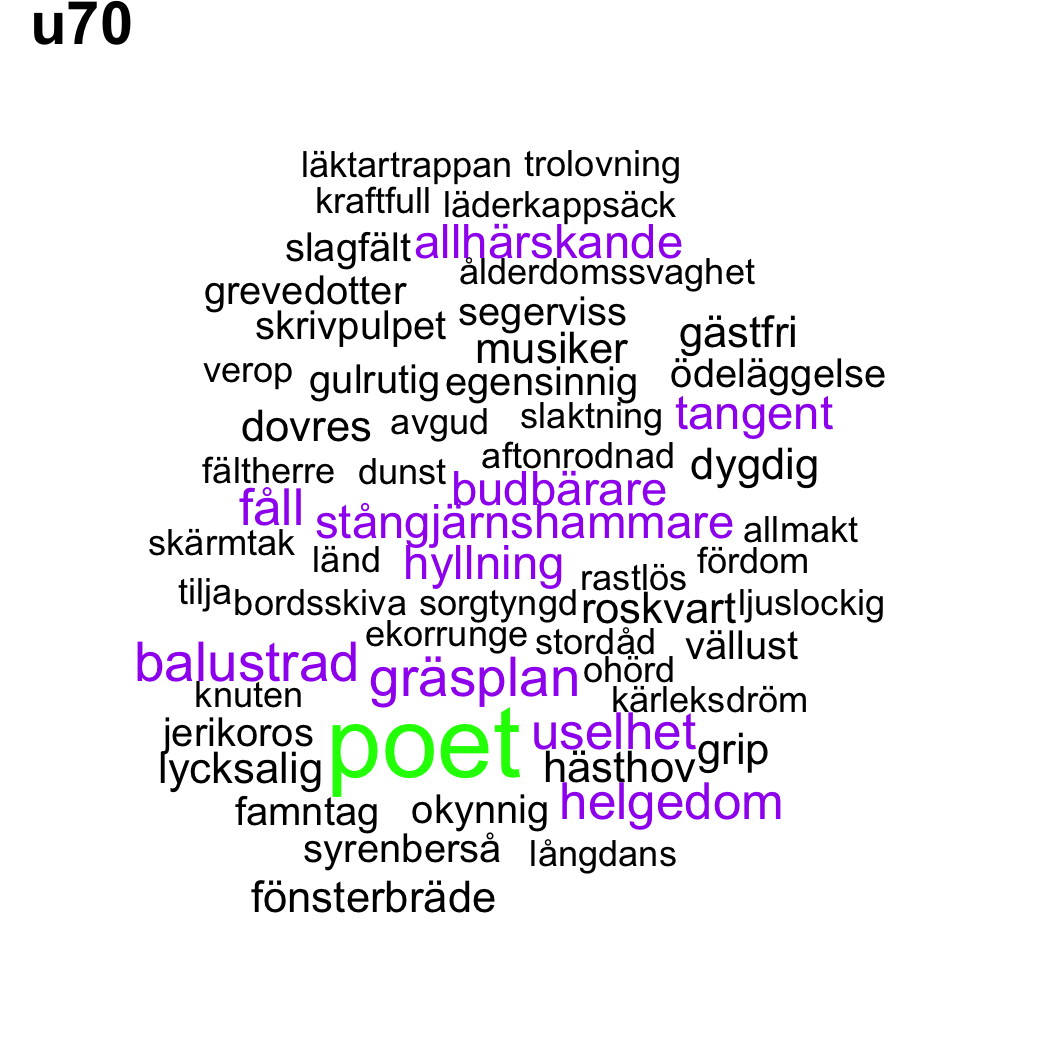 u70
läktartrappan trolovning
kraftfull läderkappsäck
slagfält allhärskande
ålderdomssvaghet
grevedotter
skrivpulpet segerviss
musiker gästfri
verop gulrutig egensinnig ödeläggelse
dovres avgud slaktning tangent
fältherre dunst aftonrodnad dygdig
fåll budbärare
stångjärnshammare allmakt
skärmtak länd hyllning fördom
tilja bordsskiva sorgtyngd rastlös
roskvart ljuslockig
ekorrunge stordåd vällust
balustrad gräsplan ohörd
knuten kärleksdröm
jerikoros poet uselhet grip
lycksalig hästhov
famntag okynnig helgedom
syrenberså långdans
fönsterbräde